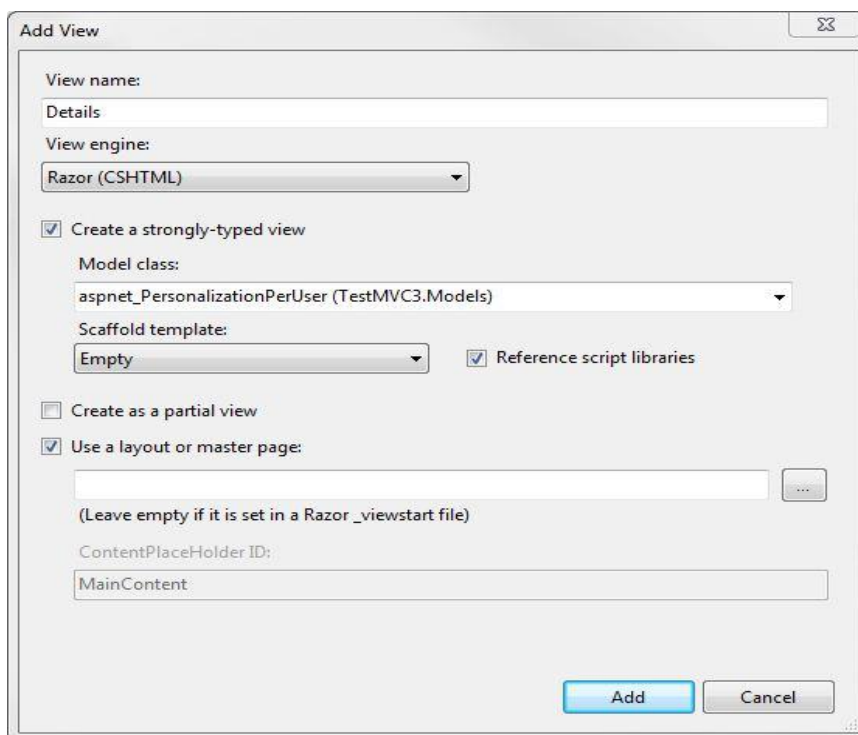 Add View
View name:
Details
View engine:
Razor (CSHTML)
Create a strongly-typed view
Model class:
aspnet_PersonalizationPerUser (TestMVC3.Models)
Scaffold template:
Empty
Reference script libraries
Create as a partial view
Use a layout or master page:
...
(Leave empty if it is set in a Razor _viewstart file)
ContentPlaceHolder ID:
MainContent
Add
Cancel